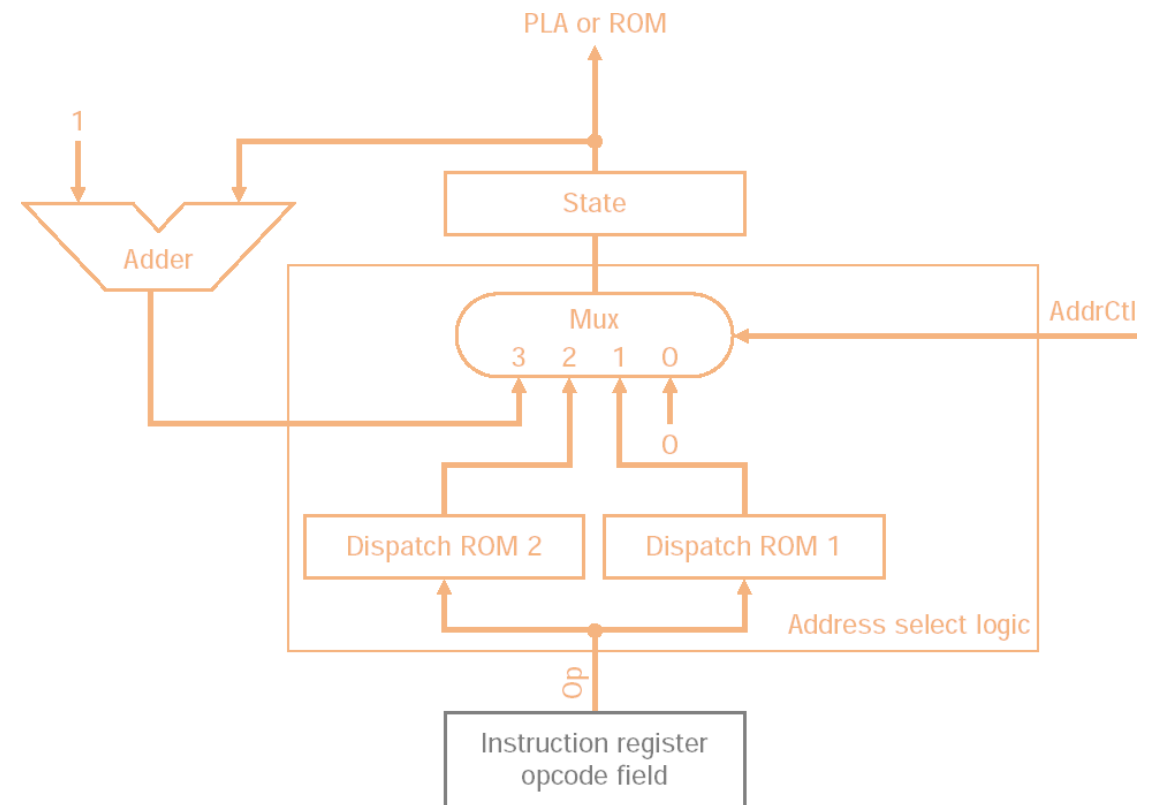 PLA or ROM
1
State
Adder
Mux
AddrCtl
3 2 1 0
0
Dispatch ROM 2
Dispatch ROM 1
Address select logic
Op
Instruction register
opcode field